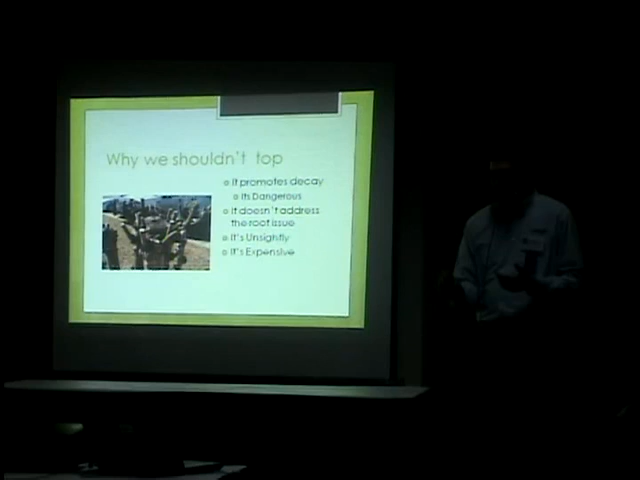 Why we shouldn't top
It promotes decay
Its Dangerous
It doesn't address
the root issue
It's Unsightly
It's Expensive